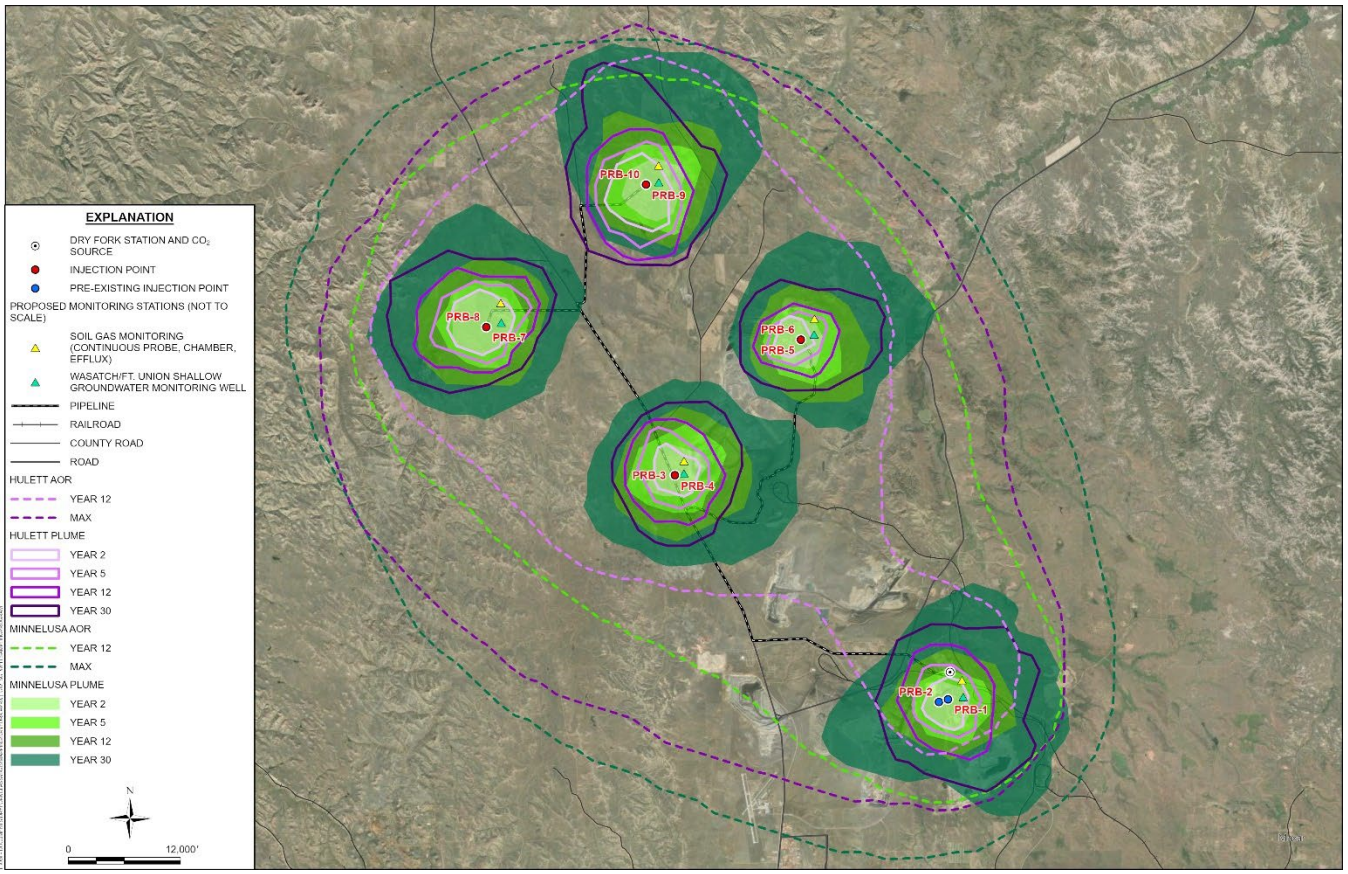 PRB-10
PRB-9
PRB-8
PRB-7
PRB-6
PRB-5
PRB-3
PRB-4
PRB-2
PRB-1
EXPLANATION
DRY FORK STATION AND CO₂
SOURCE
INJECTION POINT
PRE-EXISTING INJECTION POINT
PROPOSED MONITORING STATIONS (NOT TO
SCALE)
SOIL GAS MONITORING
(CONTINUOUS PROBE, CHAMBER,
EFFLUX)
WASATCH/FT. UNION SHALLOW
GROUNDWATER MONITORING WELL
PIPELINE
RAILROAD
COUNTY ROAD
ROAD
HULETT AOR
YEAR 12
MAX
HULETT PLUME
YEAR 2
YEAR 5
YEAR 12
YEAR 30
MINNELUSA AOR
YEAR 12
MAX
MINNELUSA PLUME
YEAR 2
YEAR 5
YEAR 12
YEAR 30
N
0 12,000'